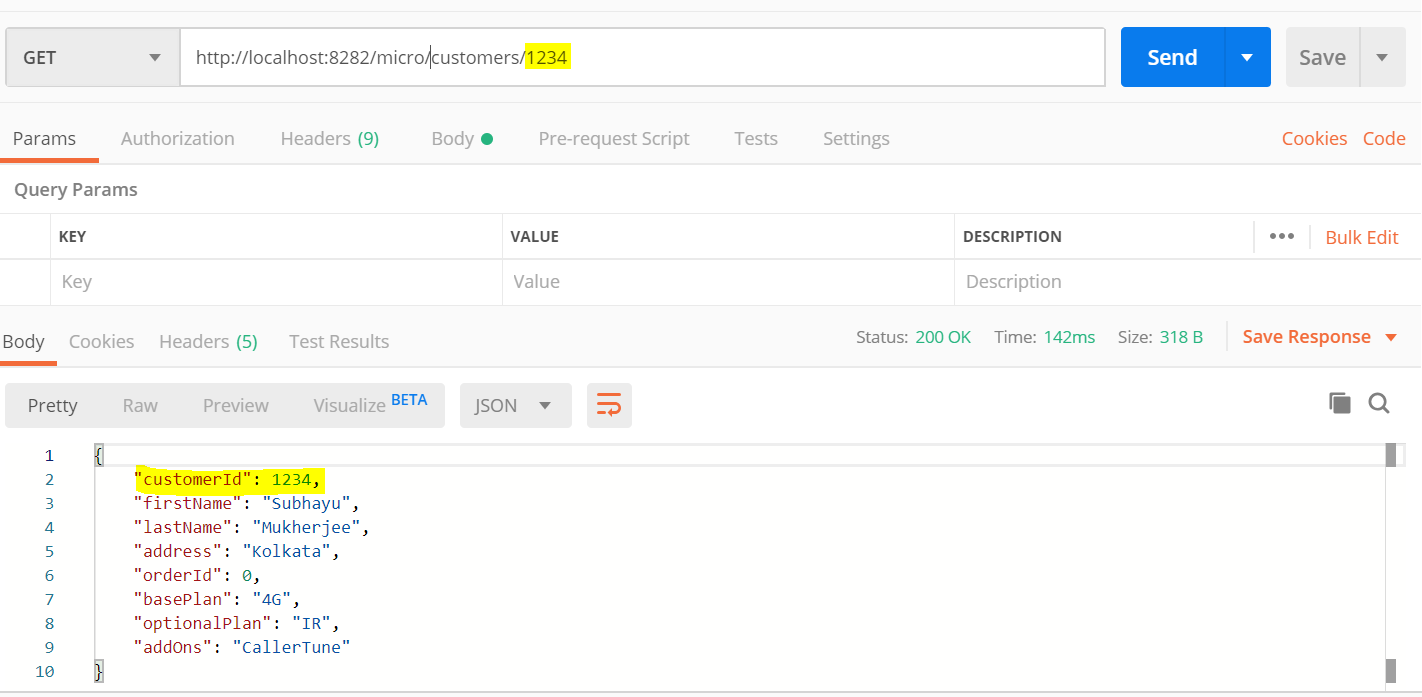 GET http://localhost:8282/micro/customers/1234 Send Save
Params Authorization Headers (9) Body Pre-request Script Tests Settings Cookies Code
Query Params
KEY VALUE DESCRIPTION ••• Bulk Edit
Key Value Description
Body Cookies Headers (5) Test Results Status: 200 OK Time: 142ms Size: 318 B Save Response
Pretty Raw Preview Visualize BETA JSON
1 {
2 "customerId": 1234,
3 "firstName": "Subhayu",
4 "lastName": "Mukherjee",
5 "address": "Kolkata",
6 "orderId": 0,
7 "basePlan": "4G",
8 "optionalPlan": "IR",
9 "addOns": "CallerTune"
10 }